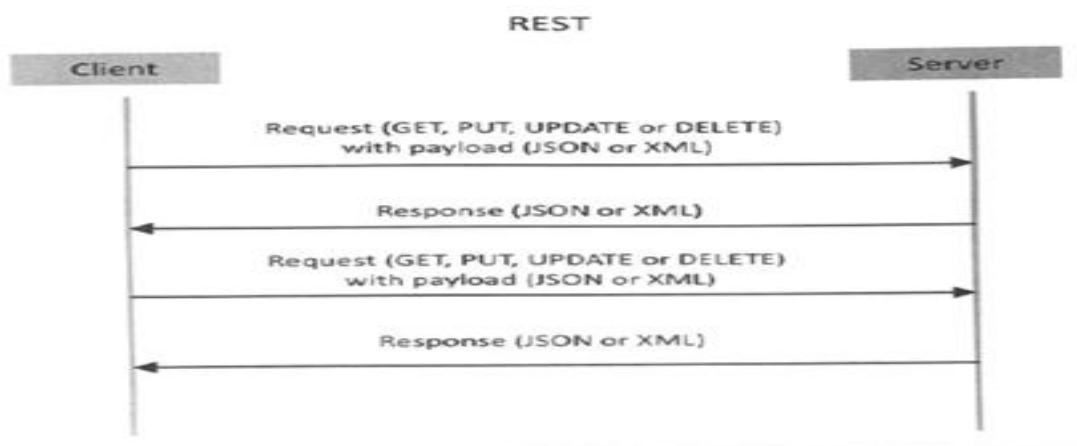 REST
Client
Server
Request (GET, PUT, UPDATE or DELETE)
with payload (JSON or XML)
Response (JSON or XML)
Request (GET, PUT, UPDATE or DELETE)
with payload (JSON or XML)
Response (JSON or XML)